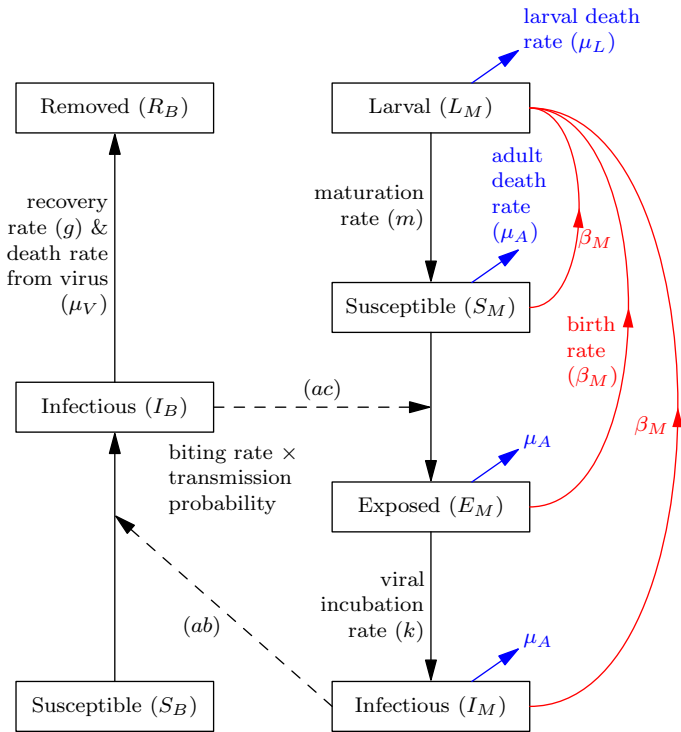 larval death
rate (μ_L)
Removed (R_B)
Larval (L_M)
adult
death
rate
(μ_A)
recovery
rate (g) &
death rate
from virus
(μ_V)
maturation
rate (m)
β_M
Susceptible (S_M)
birth
rate
(β_M)
(ac)
Infectious (I_B)
β_M
biting rate ×
transmission
probability
μ_A
Exposed (E_M)
viral
incubation
rate (k)
(ab)
μ_A
Susceptible (S_B)
Infectious (I_M)